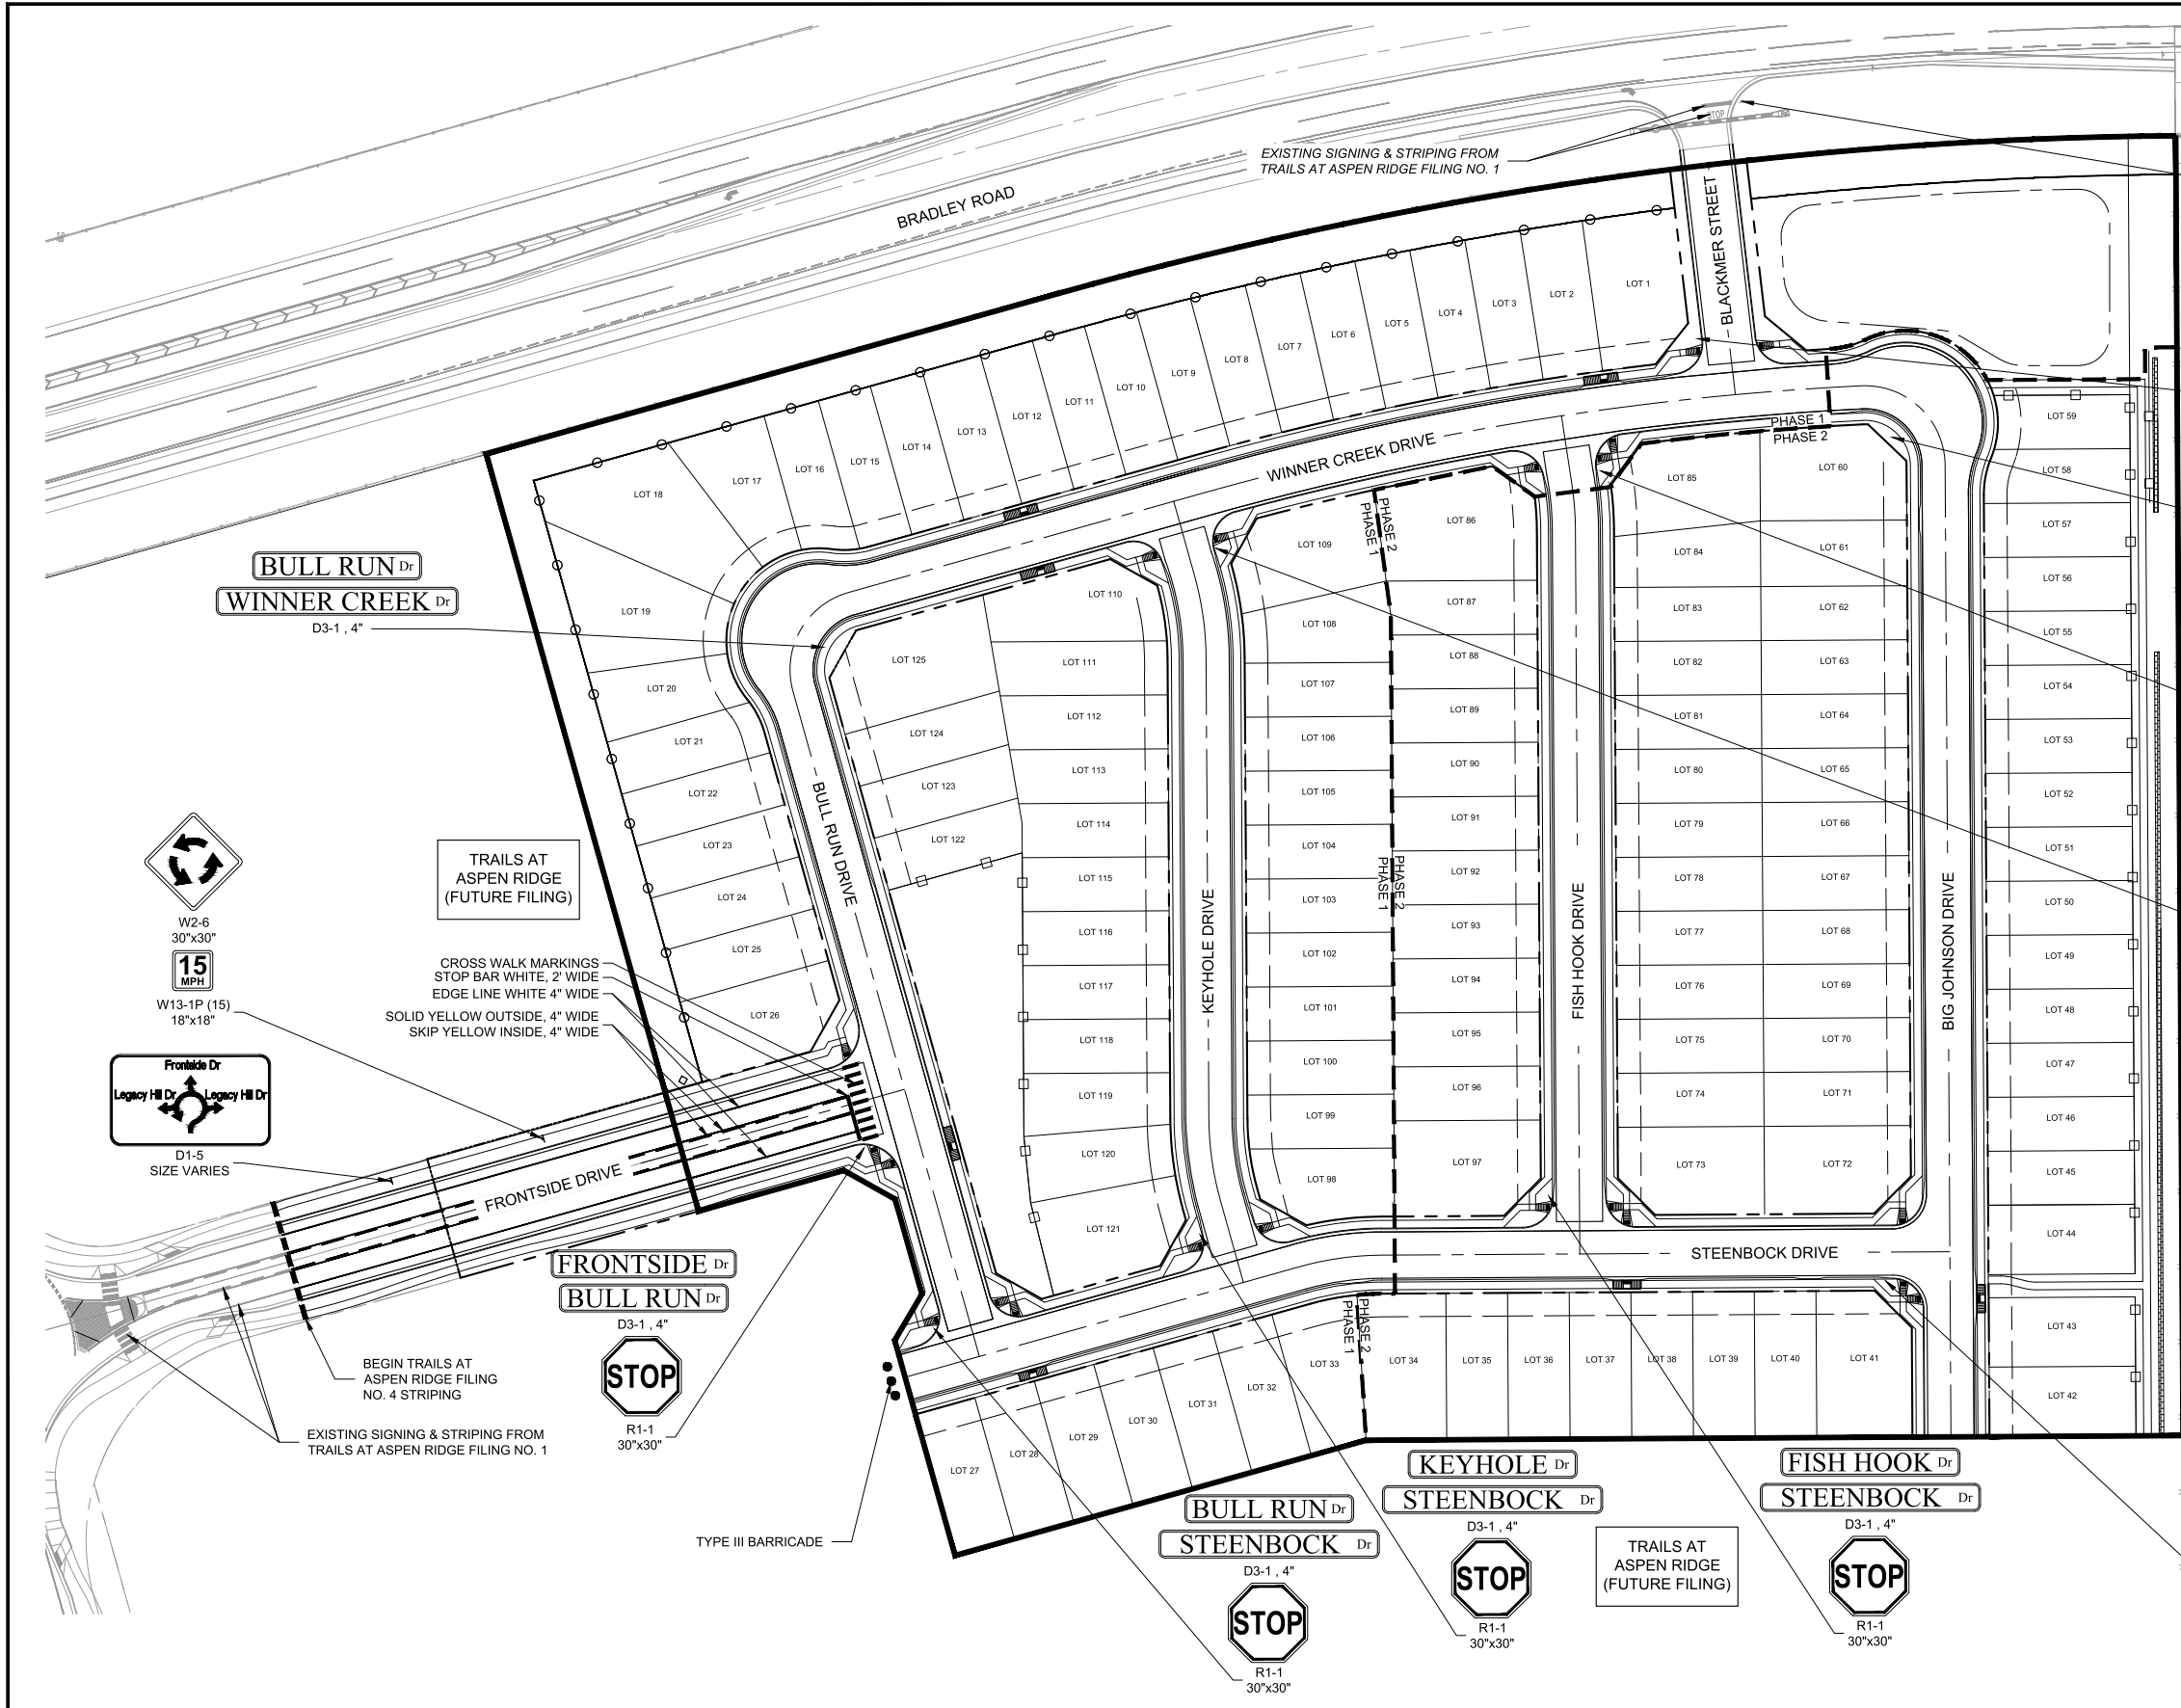 EXISTING SIGNING & STRIPING FROM
TRAILS AT ASPEN RIDGE FILING NO. 1
STOP
BRADLEY ROAD
BLACKMER STREET
LOT 1
LOT 2
LOT 3
LOT 4
LOT 5
LOT 6
LOT 7
LOT 8
LOT 9
LOT 10
LOT 11
LOT 12
LOT 13
LOT 14
LOT 15
LOT 16
LOT 17
LOT 18
LOT 19
LOT 20
LOT 21
LOT 22
LOT 23
LOT 24
LOT 25
LOT 26
WINNER CREEK DRIVE
PHASE 1
PHASE 2
PHASE 2
PHASE 1
BULL RUN Dr
WINNER CREEK Dr
D3-1 , 4"
LOT 59
LOT 58
LOT 57
LOT 56
LOT 55
LOT 54
LOT 53
LOT 52
LOT 51
LOT 50
LOT 49
LOT 48
LOT 47
LOT 46
LOT 45
LOT 44
LOT 43
LOT 42
LOT 85
LOT 84
LOT 83
LOT 82
LOT 81
LOT 80
LOT 79
LOT 78
LOT 77
LOT 76
LOT 75
LOT 74
LOT 73
LOT 60
LOT 61
LOT 62
LOT 63
LOT 64
LOT 65
LOT 66
LOT 67
LOT 68
LOT 69
LOT 70
LOT 71
LOT 72
LOT 86
LOT 87
LOT 88
LOT 89
LOT 90
LOT 91
LOT 92
LOT 93
LOT 94
LOT 95
LOT 96
LOT 97
LOT 109
LOT 108
LOT 107
LOT 106
LOT 105
LOT 104
LOT 103
LOT 102
LOT 101
LOT 100
LOT 99
LOT 98
PHASE 2
PHASE 1
LOT 110
LOT 111
LOT 112
LOT 113
LOT 114
LOT 115
LOT 116
LOT 117
LOT 118
LOT 119
LOT 120
LOT 121
LOT 125
LOT 124
LOT 123
LOT 122
BULL RUN DRIVE
KEYHOLE DRIVE
FISH HOOK DRIVE
BIG JOHNSON DRIVE
STEENBOCK DRIVE
FRONTSIDE DRIVE
TRAILS AT
ASPEN RIDGE
(FUTURE FILING)
W2-6
30"x30"
15
MPH
W13-1P (15)
18"x18"
CROSS WALK MARKINGS
STOP BAR WHITE, 2' WIDE
EDGE LINE WHITE 4" WIDE
SOLID YELLOW OUTSIDE, 4" WIDE
SKIP YELLOW INSIDE, 4" WIDE
Frontside Dr
Legacy Hill Dr
Legacy Hill Dr
D1-5
SIZE VARIES
FRONTSIDE Dr
BULL RUN Dr
D3-1 , 4"
STOP
R1-1
30"x30"
BEGIN TRAILS AT
ASPEN RIDGE FILING
NO. 4 STRIPING
EXISTING SIGNING & STRIPING FROM
TRAILS AT ASPEN RIDGE FILING NO. 1
TYPE III BARRICADE
PHASE 2
PHASE 1
LOT 27
LOT 28
LOT 29
LOT 30
LOT 31
LOT 32
LOT 33
LOT 34
LOT 35
LOT 36
LOT 37
LOT 38
LOT 39
LOT 40
LOT 41
BULL RUN Dr
STEENBOCK Dr
D3-1 , 4"
STOP
R1-1
30"x30"
KEYHOLE Dr
STEENBOCK Dr
D3-1 , 4"
STOP
R1-1
30"x30"
TRAILS AT
ASPEN RIDGE
(FUTURE FILING)
FISH HOOK Dr
STEENBOCK Dr
D3-1 , 4"
STOP
R1-1
30"x30"